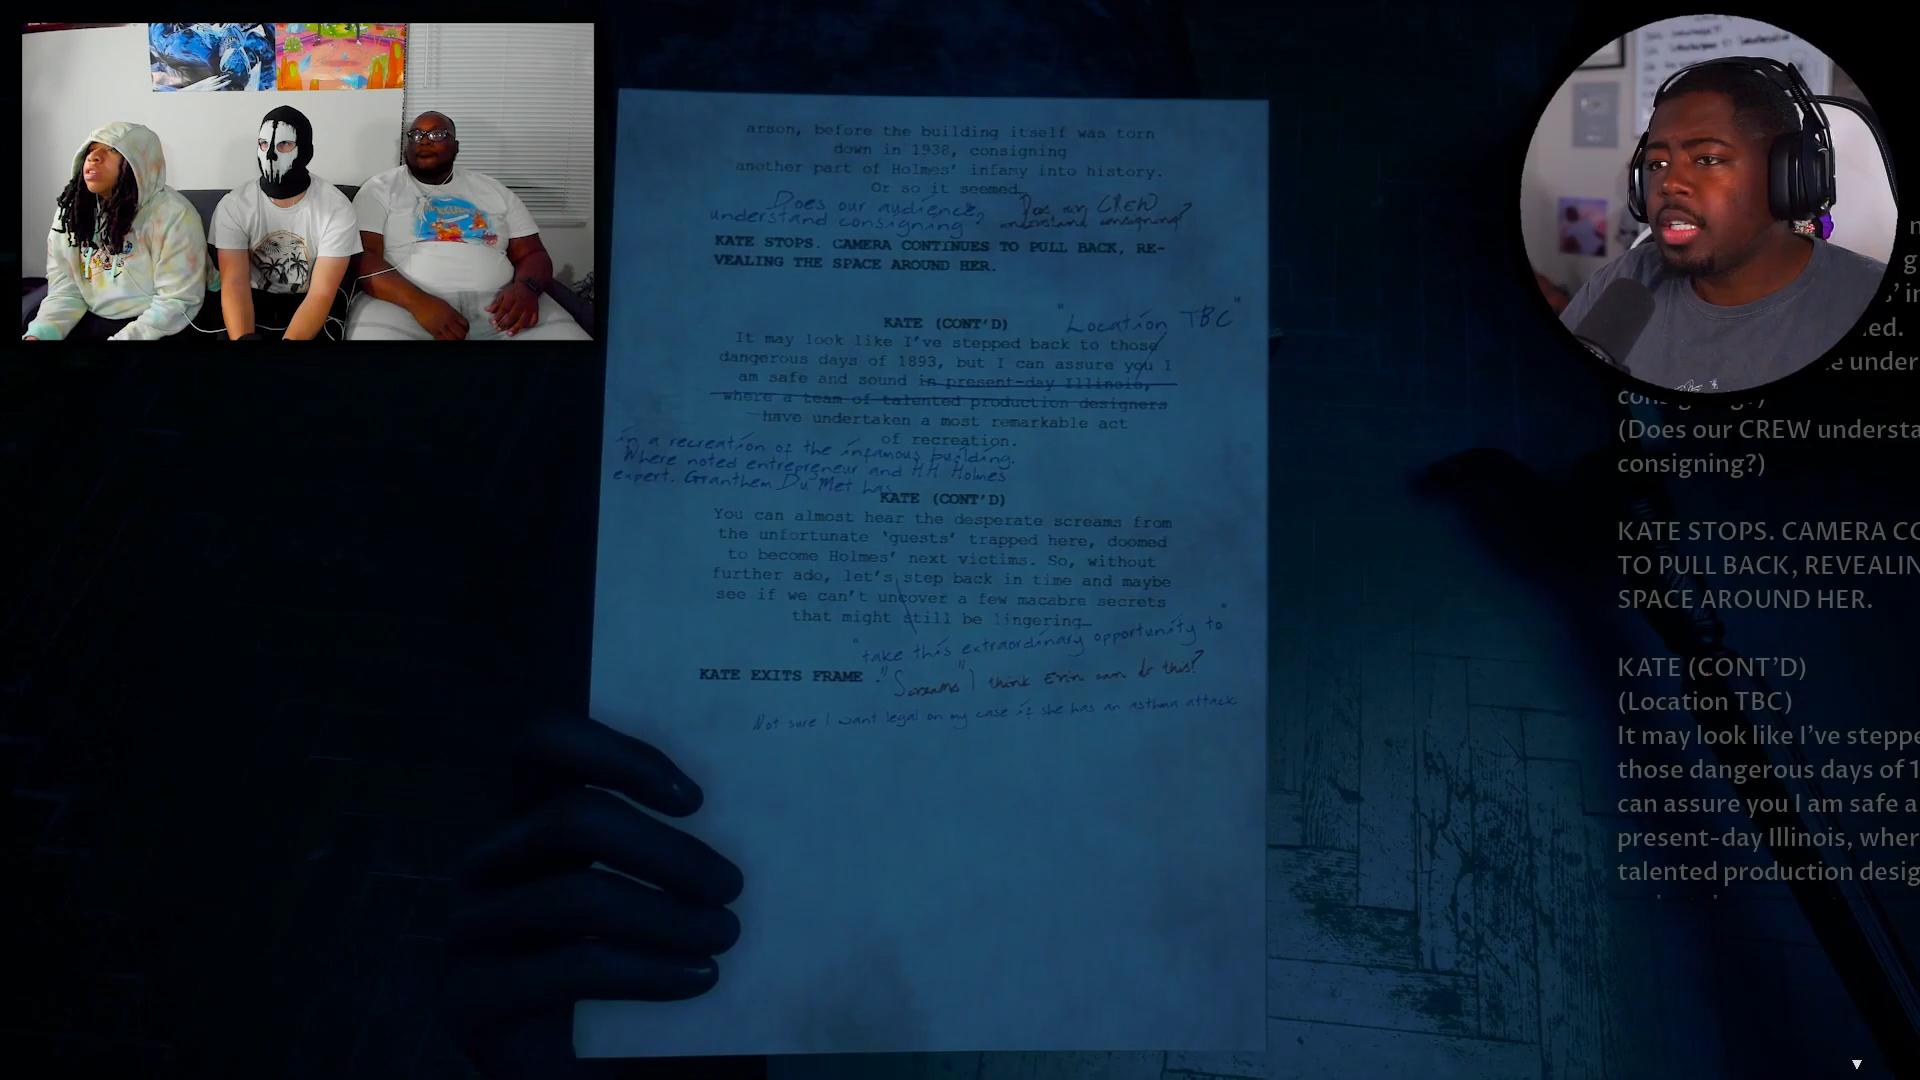 arson, before the building itself was torn
down in 1938, consigning
another part of Holmes' infamy into history.
Or so it seemed
Does our audience
understand consigning?
Does our CREW
understand consigning?
KATE STOPS. CAMERA CONTINUES TO PULL BACK, RE-
VEALING THE SPACE AROUND HER.
KATE (CONT'D)
"Location TBC"
It may look like I've stepped back to those
dangerous days of 1893, but I can assure you I
am safe and sound in present-day Illinois,
where a team of talented production designers
have undertaken a most remarkable act
of recreation.
in a recreation of the infamous building.
Where noted entrepreneur and HH Holmes
expert. Granthem Du Met has
KATE (CONT'D)
You can almost hear the desperate screams from
the unfortunate 'guests' trapped here, doomed
to become Holmes' next victims. So, without
further ado, let's step back in time and maybe
see if we can't uncover a few macabre secrets
that might still be lingering
"take this extraordinary opportunity to"
KATE EXITS FRAME.
"Screams" I think Erin can do this?
Not sure I want legal on my case if she has an asthma attack
led.
e under
(Does our CREW understa
consigning?)
KATE STOPS. CAMERA CO
TO PULL BACK, REVEALIN
SPACE AROUND HER.
KATE (CONT'D)
(Location TBC)
It may look like I've steppe
those dangerous days of 1
can assure you I am safe a
present-day Illinois, wher
talented production desig